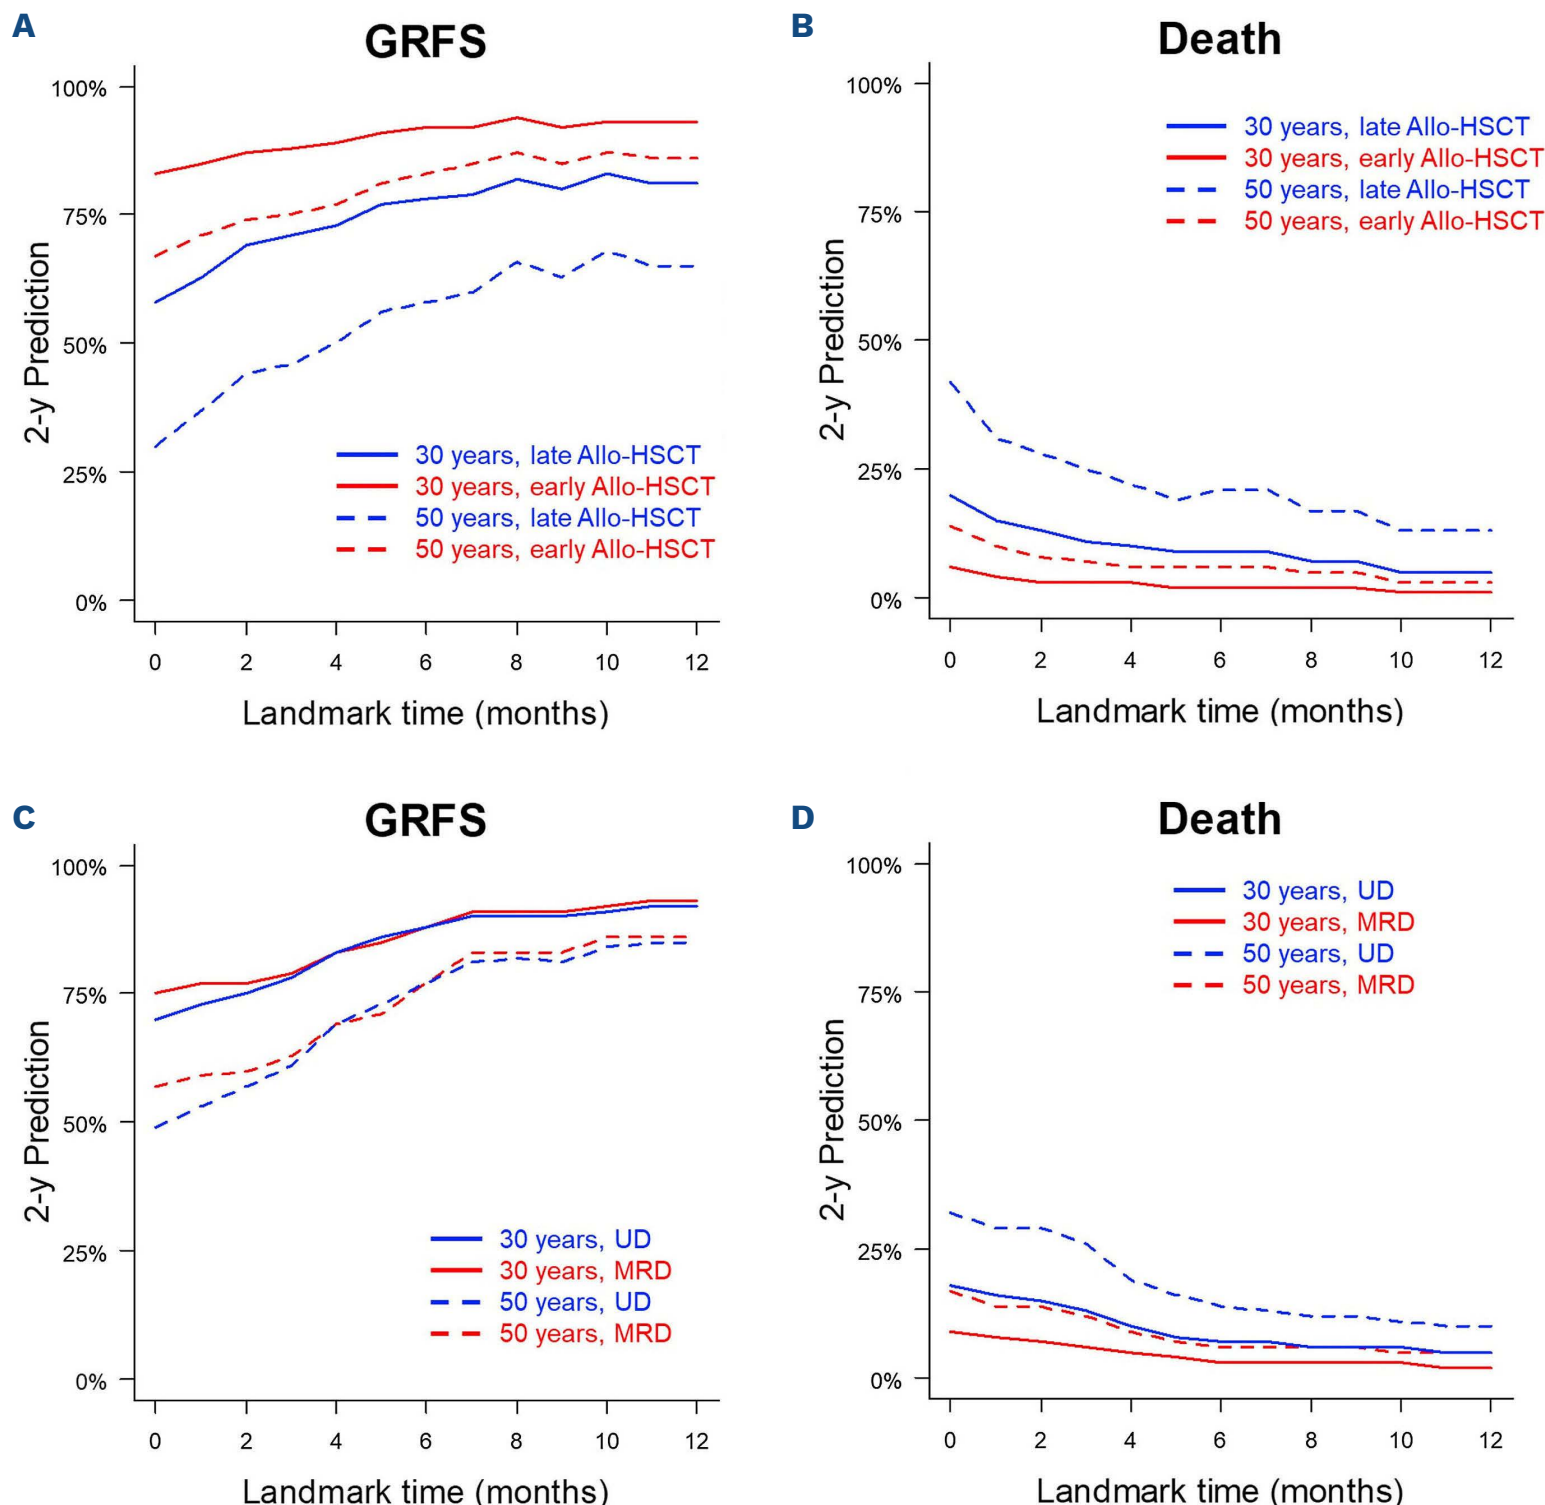 A
GRFS
100%
75%
50%
25%
0%
2-y Prediction
30 years, late Allo-HSCT
30 years, early Allo-HSCT
50 years, late Allo-HSCT
50 years, early Allo-HSCT
0 2 4 6 8 10 12
Landmark time (months)
B
Death
100%
75%
50%
25%
0%
2-y Prediction
30 years, late Allo-HSCT
30 years, early Allo-HSCT
50 years, late Allo-HSCT
50 years, early Allo-HSCT
0 2 4 6 8 10 12
Landmark time (months)
C
GRFS
100%
75%
50%
25%
0%
2-y Prediction
30 years, UD
30 years, MRD
50 years, UD
50 years, MRD
0 2 4 6 8 10 12
Landmark time (months)
D
Death
100%
75%
50%
25%
0%
2-y Prediction
30 years, UD
30 years, MRD
50 years, UD
50 years, MRD
0 2 4 6 8 10 12
Landmark time (months)